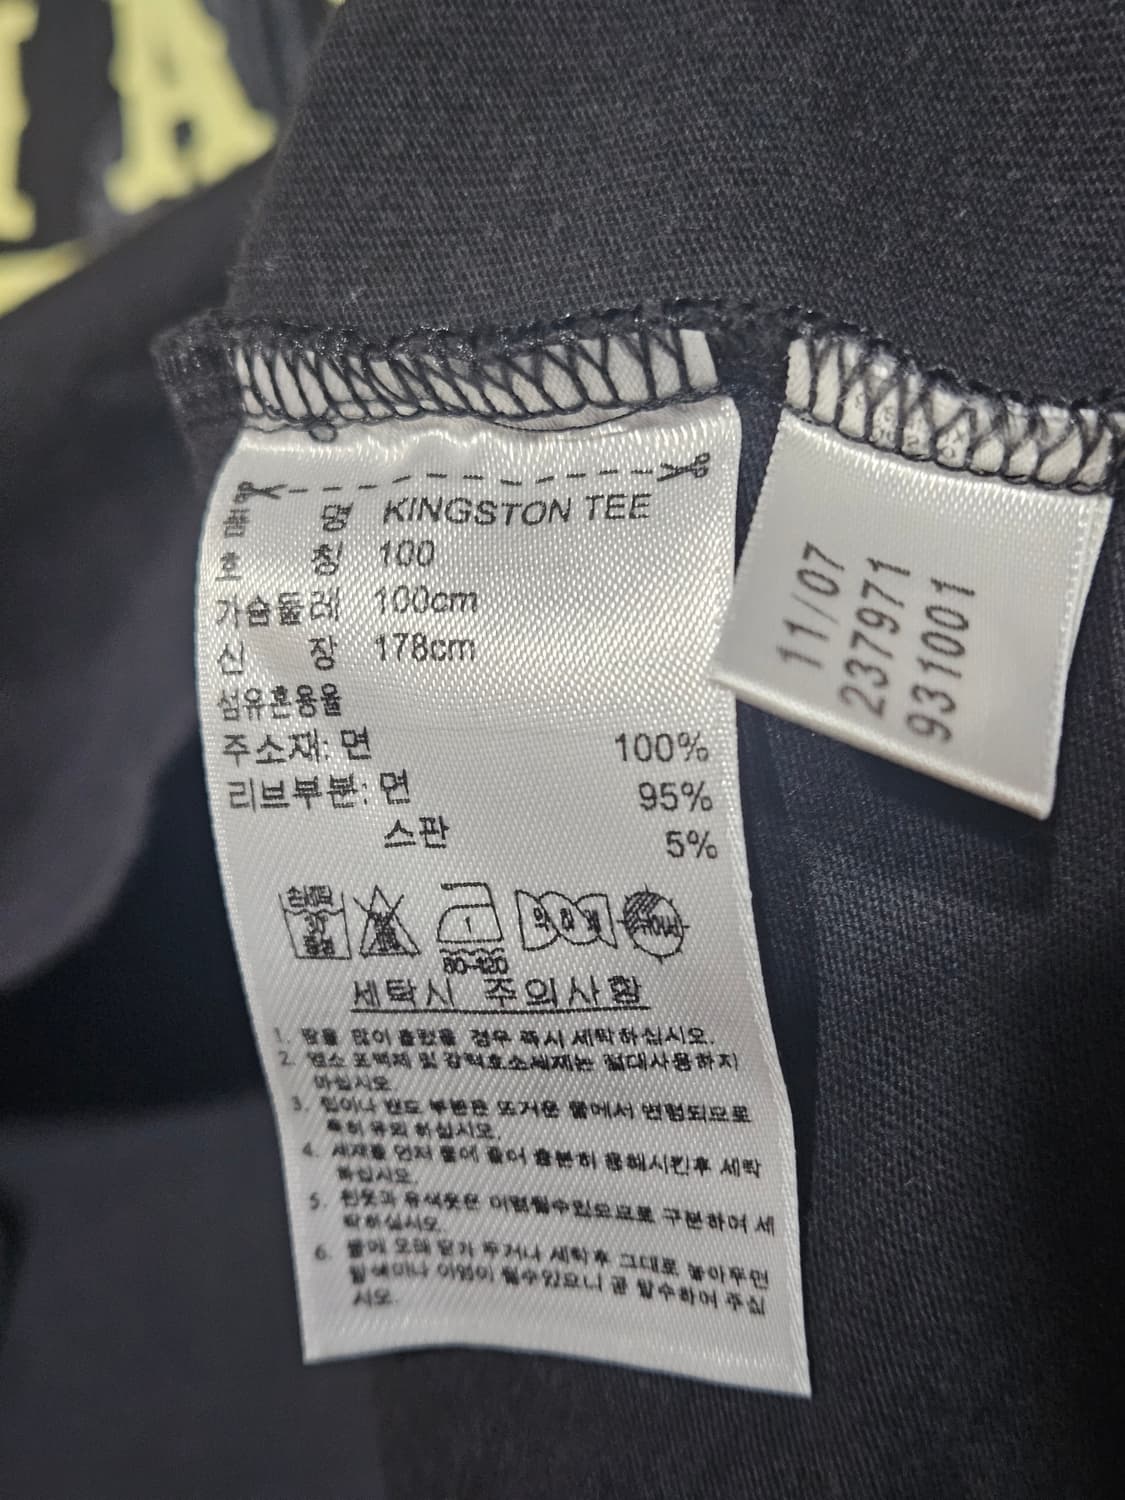 품 명 KINGSTON TEE
호 칭 100
가슴둘레 100cm
신 장 178cm
섬유혼용율
주소재: 면 100%
리브부분: 면 95%
스판 5%
80-120
세탁시 주의사항
1. 땀을 많이 흘렸을 경우 즉시 세탁하십시오.
2. 염소 표백제 및 강력효소세제는 절대사용하지
마십시오.
3. 립이나 밴드 부분은 뜨거운 물에서 변형되므로
특히 유의 하십시오.
4. 세제를 먼저 물에 풀어 충분히 용해시킨후 세탁
하십시오.
5. 흰옷과 유색옷은 이염될수있으므로 구분하여 세
탁하십시오.
6. 물에 오래 담가 두거나 세탁후 그대로 놓아두면
탈색이나 이염이 될수있으니 곧 탈수하여 주십
시오.
11/07
237971
931001